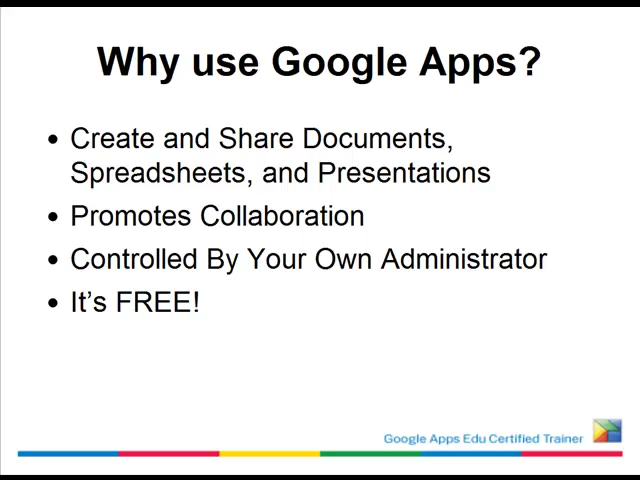 Why use Google Apps?
• Create and Share Documents,
Spreadsheets, and Presentations
• Promotes Collaboration
• Controlled By Your Own Administrator
• It’s FREE!
Google Apps Edu Certified Trainer